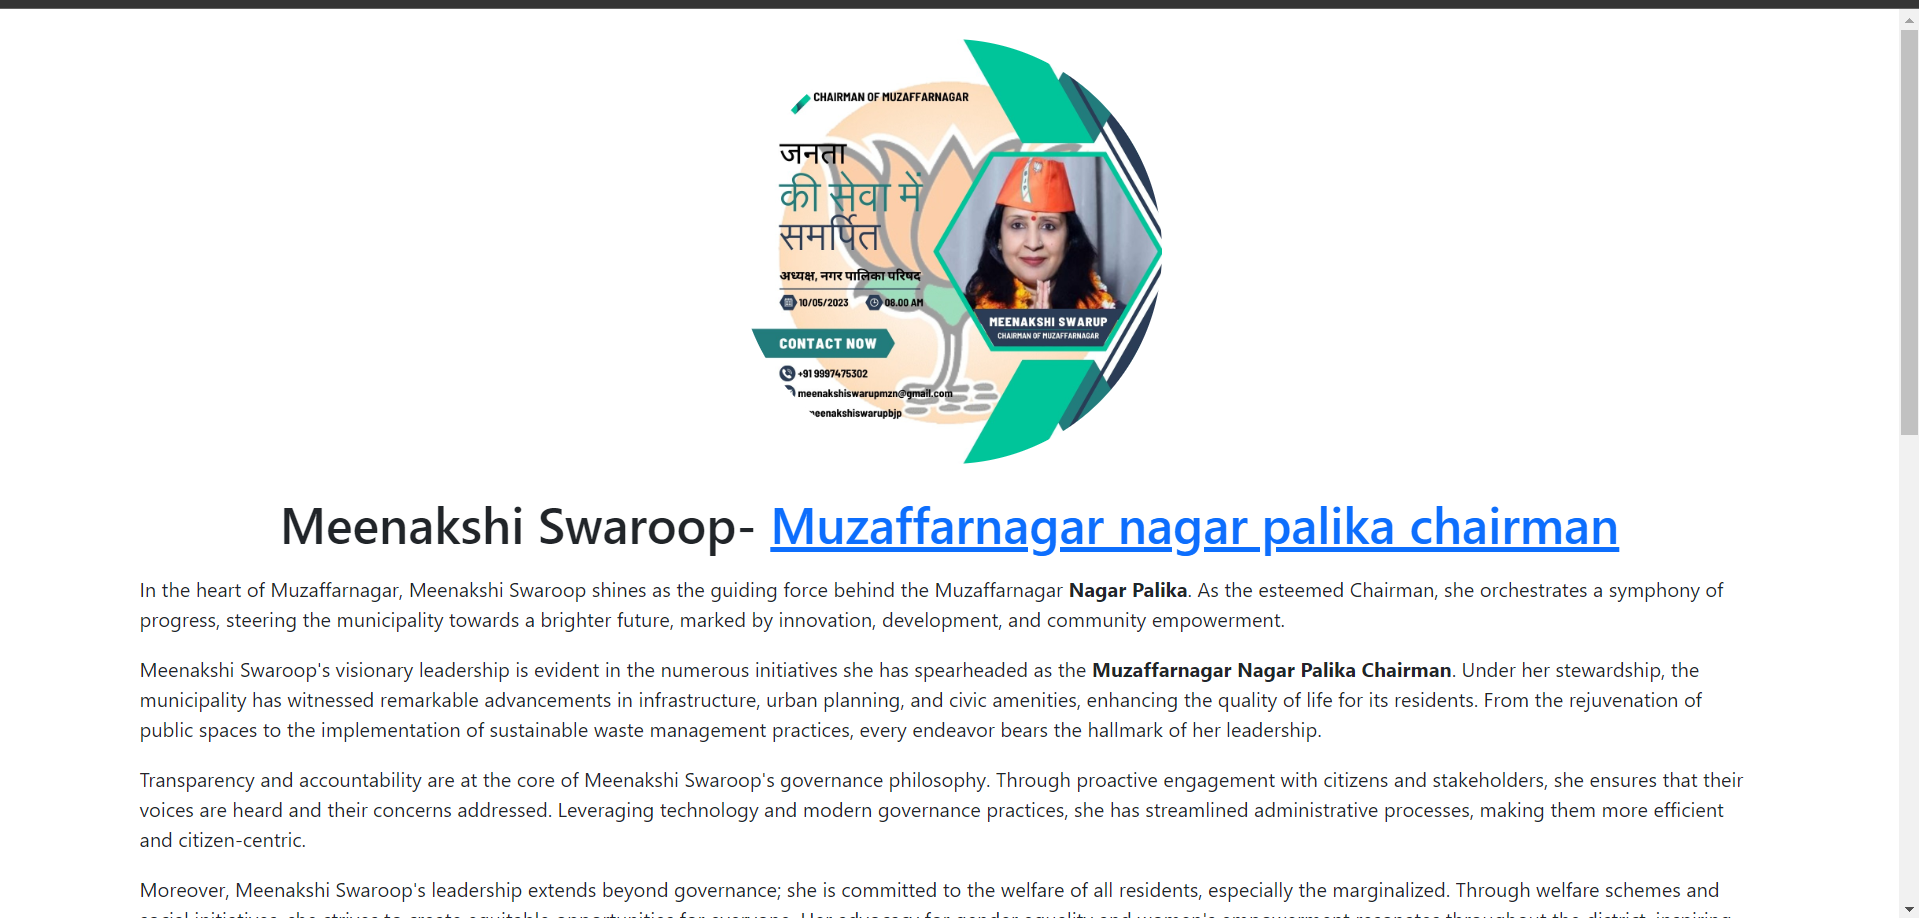 CHAIRMAN OF MUZAFFARNAGAR
जनता
की सेवा में
समर्पित
अध्यक्ष, नगर पालिका परिषद
10/05/2023 08.00 AM
CONTACT NOW
+91 9997475302
meenakshiswarupmzn@gmail.com
eenakshiswarupbjp
MEENAKSHI SWARUP
CHAIRMAN OF MUZAFFARNAGAR
Meenakshi Swaroop- Muzaffarnagar nagar palika chairman
In the heart of Muzaffarnagar, Meenakshi Swaroop shines as the guiding force behind the Muzaffarnagar Nagar Palika. As the esteemed Chairman, she orchestrates a symphony of
progress, steering the municipality towards a brighter future, marked by innovation, development, and community empowerment.
Meenakshi Swaroop's visionary leadership is evident in the numerous initiatives she has spearheaded as the Muzaffarnagar Nagar Palika Chairman. Under her stewardship, the
municipality has witnessed remarkable advancements in infrastructure, urban planning, and civic amenities, enhancing the quality of life for its residents. From the rejuvenation of
public spaces to the implementation of sustainable waste management practices, every endeavor bears the hallmark of her leadership.
Transparency and accountability are at the core of Meenakshi Swaroop's governance philosophy. Through proactive engagement with citizens and stakeholders, she ensures that their
voices are heard and their concerns addressed. Leveraging technology and modern governance practices, she has streamlined administrative processes, making them more efficient
and citizen-centric.
Moreover, Meenakshi Swaroop's leadership extends beyond governance; she is committed to the welfare of all residents, especially the marginalized. Through welfare schemes and